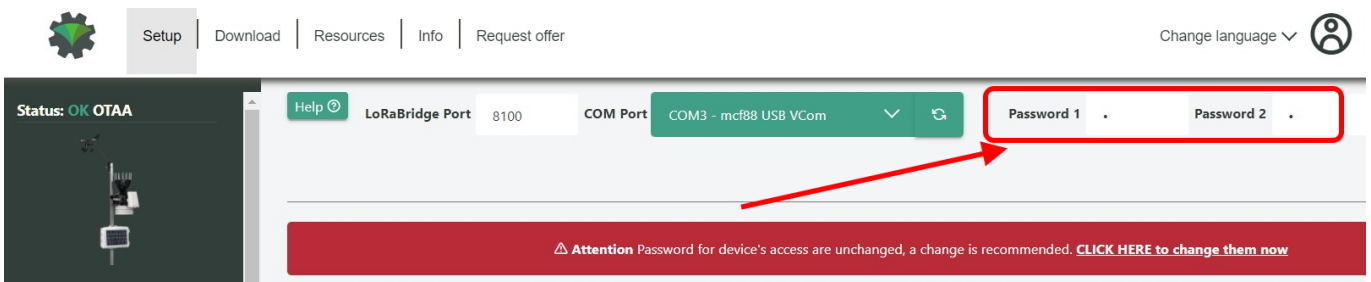 Setup Download Resources Info Request offer Change language
Status: OK OTAA
Help LoRaBridge Port 8100 COM Port COM3 - mcf88 USB VCom Password 1 • Password 2 •
Attention Password for device's access are unchanged, a change is recommended. CLICK HERE to change them now